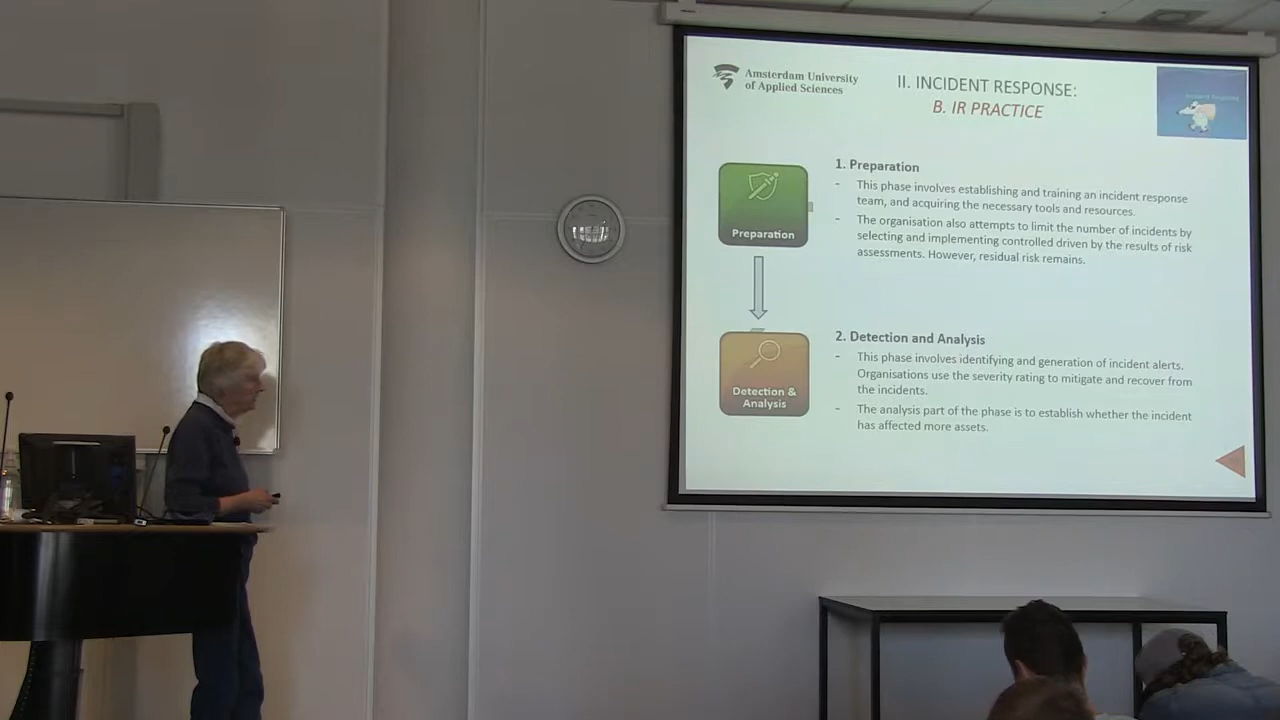 Amsterdam University
of Applied Sciences
II. INCIDENT RESPONSE:
B. IR PRACTICE
Incident Response
Preparation
1. Preparation
- This phase involves establishing and training an incident response
team, and acquiring the necessary tools and resources.
- The organisation also attempts to limit the number of incidents by
selecting and implementing controlled driven by the results of risk
assessments. However, residual risk remains.
Detection &
Analysis
2. Detection and Analysis
- This phase involves identifying and generation of incident alerts.
Organisations use the severity rating to mitigate and recover from
the incidents.
- The analysis part of the phase is to establish whether the incident
has affected more assets.